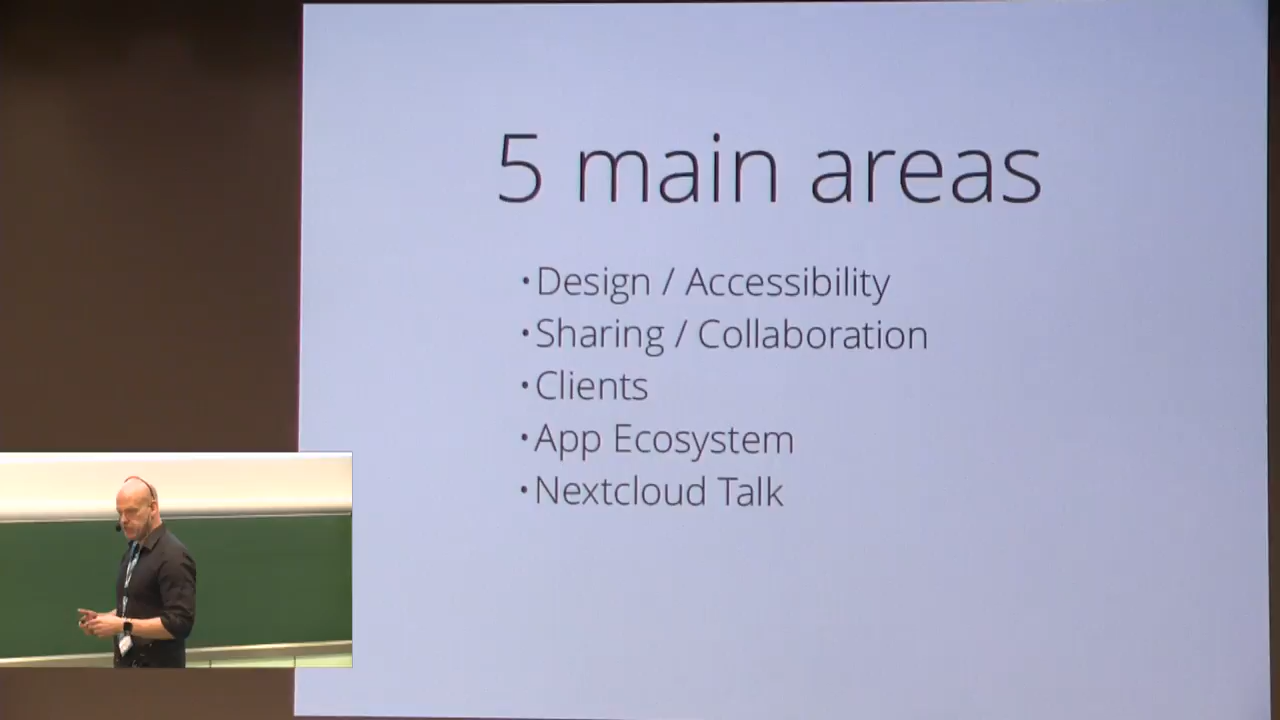 5 main areas
•Design / Accessibility
•Sharing / Collaboration
•Clients
•App Ecosystem
•Nextcloud Talk